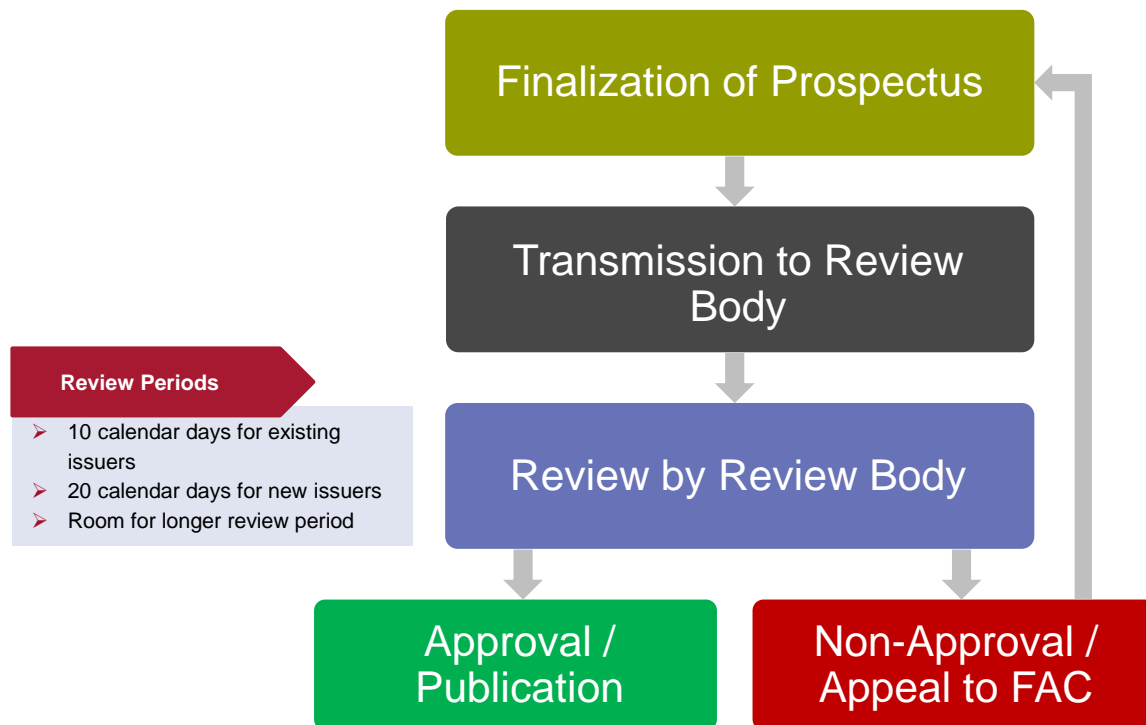 Finalization of Prospectus
Transmission to Review
Body
Review Periods
10 calendar days for existing
issuers
20 calendar days for new issuers
Room for longer review period
Review by Review Body
Approval /
Publication
Non-Approval /
Appeal to FAC